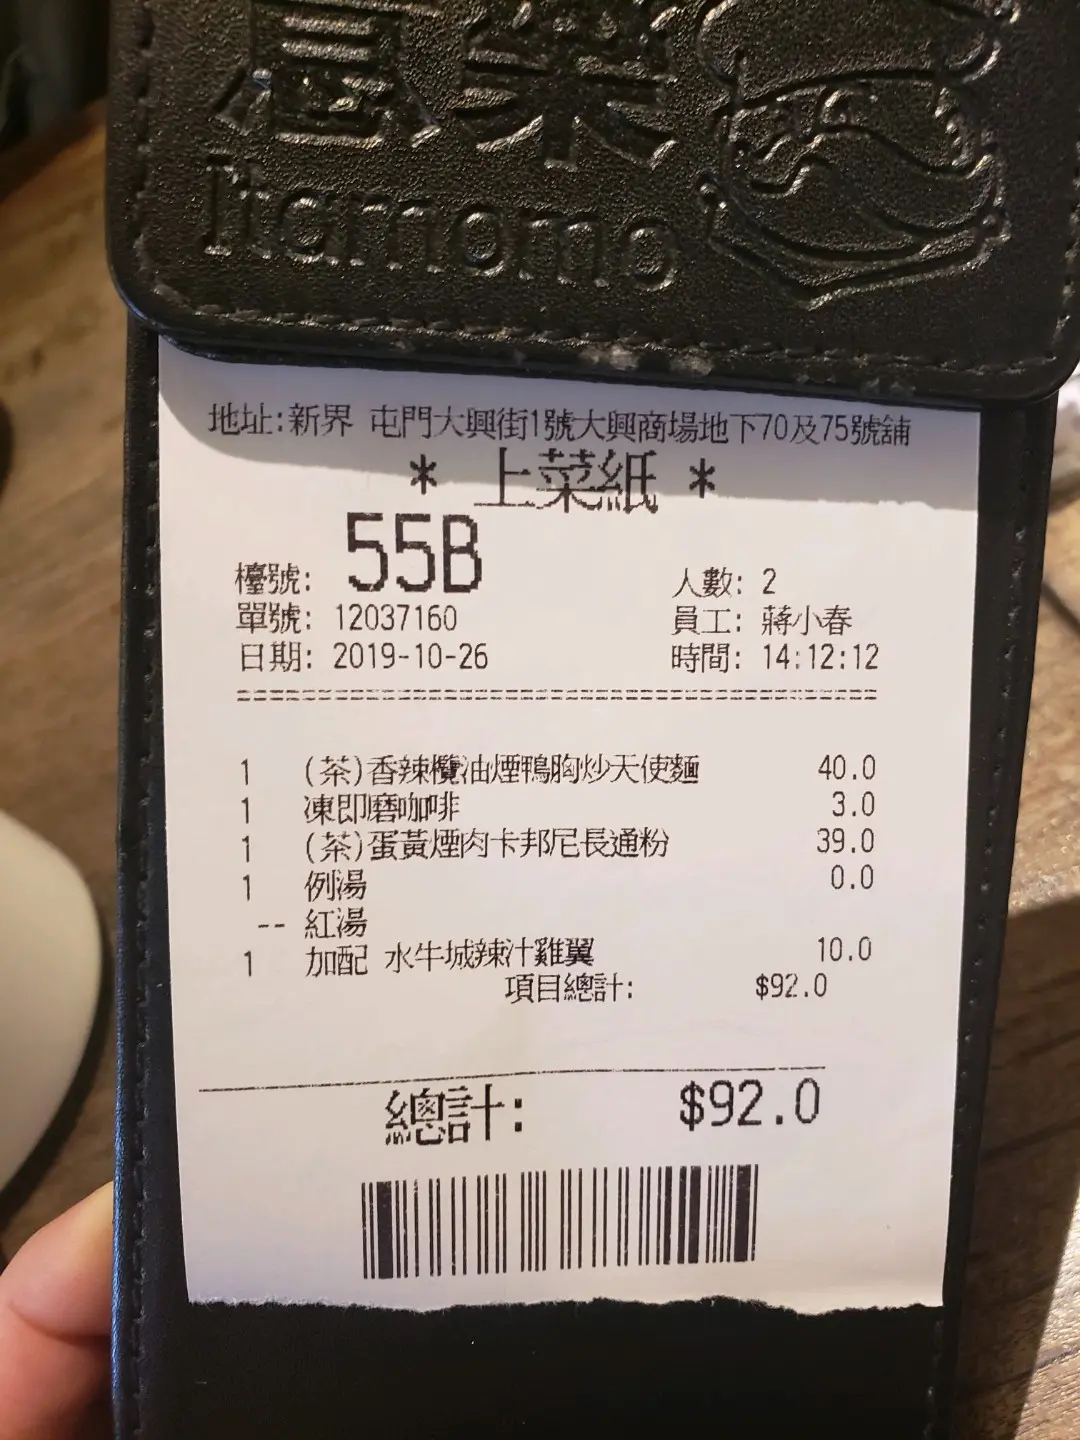 意樂
Itamomo
地址:新界 屯門大興街1號大興商場地下70及75號舖
* 上菜紙 *
檯號: 55B 人數: 2
單號: 12037160 員工: 蔣小春
日期: 2019-10-26 時間: 14:12:12
1 (茶)香辣欖油煙鴨胸炒天使麵 40.0
1 凍即磨咖啡 3.0
1 (茶)蛋黃煙肉卡邦尼長通粉 39.0
1 例湯 0.0
-- 紅湯
1 加配 水牛城辣汁雞翼 10.0
項目總計: $92.0
總計: $92.0